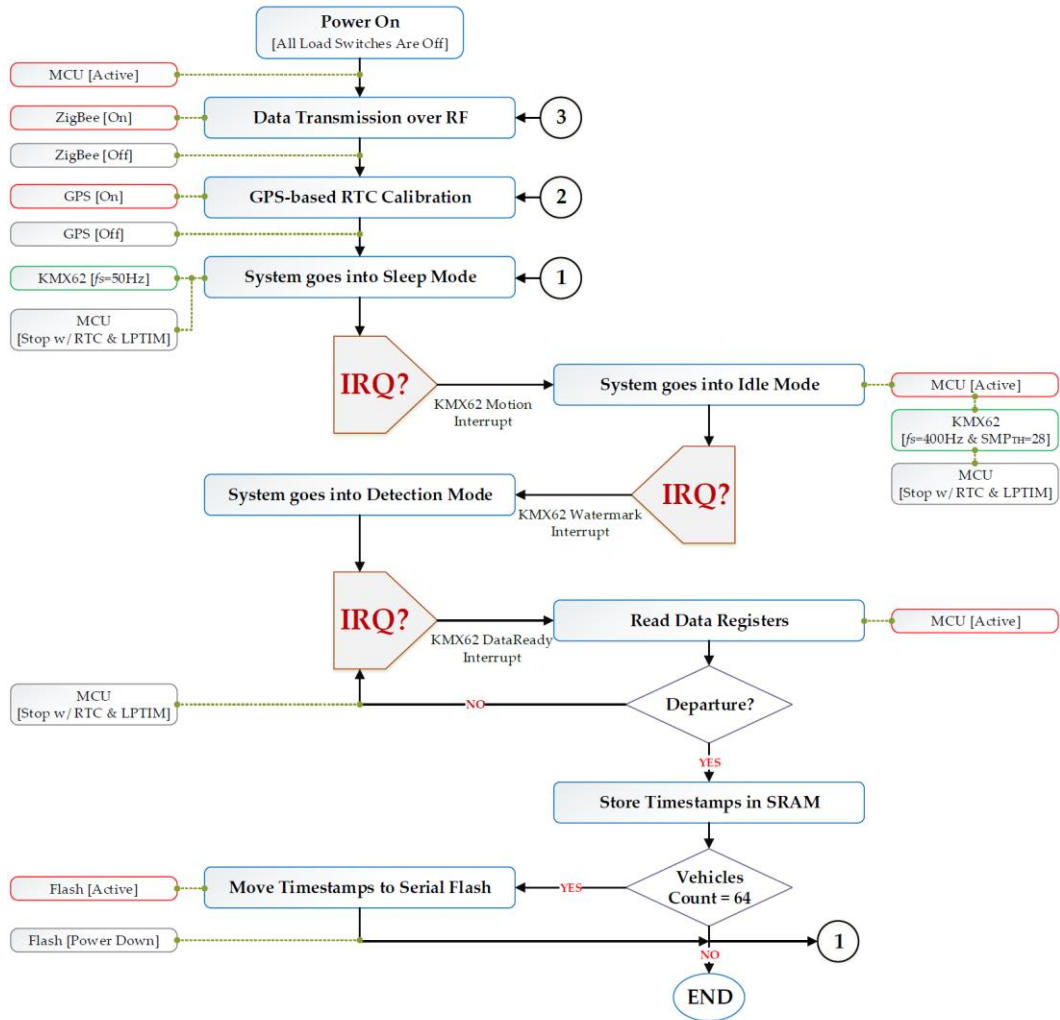 Power On
[All Load Switches Are Off]
MCU [Active]
ZigBee [On]
Data Transmission over RF
3
ZigBee [Off]
GPS [On]
GPS-based RTC Calibration
2
GPS [Off]
KMX62 [fs=50Hz]
System goes into Sleep Mode
1
MCU
[Stop w/ RTC & LPTIM]
IRQ?
KMX62 Motion
Interrupt
System goes into Idle Mode
MCU [Active]
KMX62
[fs=400Hz & SMPTH=28]
MCU
[Stop w/ RTC & LPTIM]
IRQ?
KMX62 Watermark
Interrupt
System goes into Detection Mode
IRQ?
KMX62 DataReady
Interrupt
Read Data Registers
MCU [Active]
Departure?
NO
MCU
[Stop w/ RTC & LPTIM]
YES
Store Timestamps in SRAM
Vehicles
Count = 64
YES
Move Timestamps to Serial Flash
Flash [Active]
Flash [Power Down]
1
NO
END